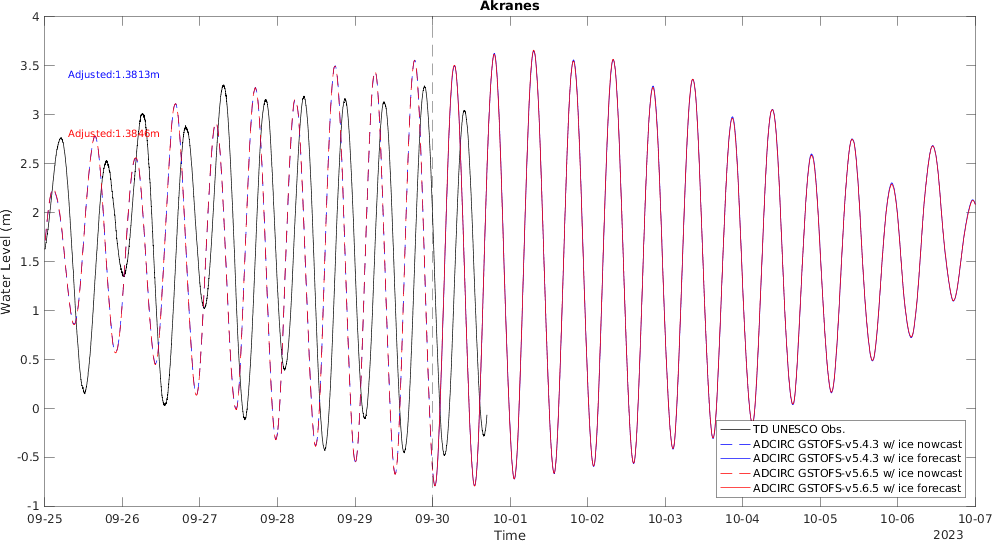 Akranes
4
3.5
3
2.5
2
1.5
1
0.5
0
-0.5
-1
Water Level (m)
Adjusted:1.3813m
Adjusted:1.3846m
TD UNESCO Obs.
ADCIRC GSTOFS-v5.4.3 w/ ice nowcast
ADCIRC GSTOFS-v5.4.3 w/ ice forecast
ADCIRC GSTOFS-v5.6.5 w/ ice nowcast
ADCIRC GSTOFS-v5.6.5 w/ ice forecast
09-25 09-26 09-27 09-28 09-29 09-30 10-01 10-02 10-03 10-04 10-05 10-06 10-07
Time
2023